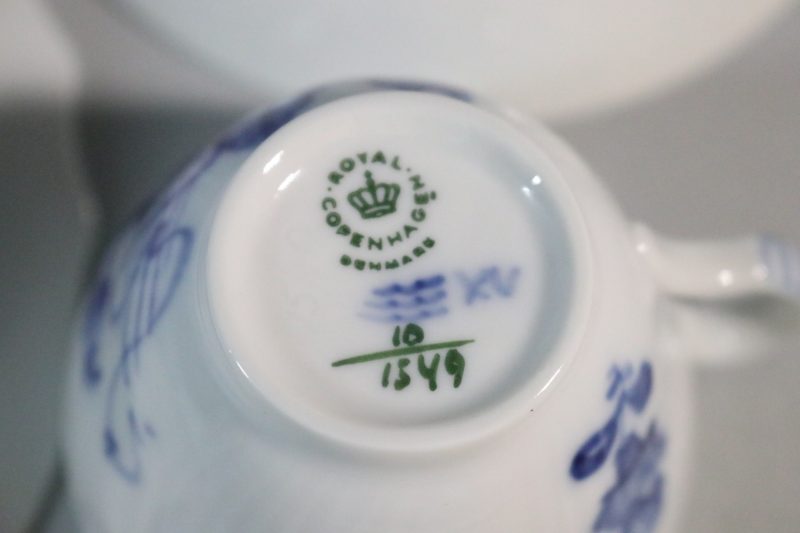 ROYAL
COPENHAGEN
DENMARK
XV
10
1549